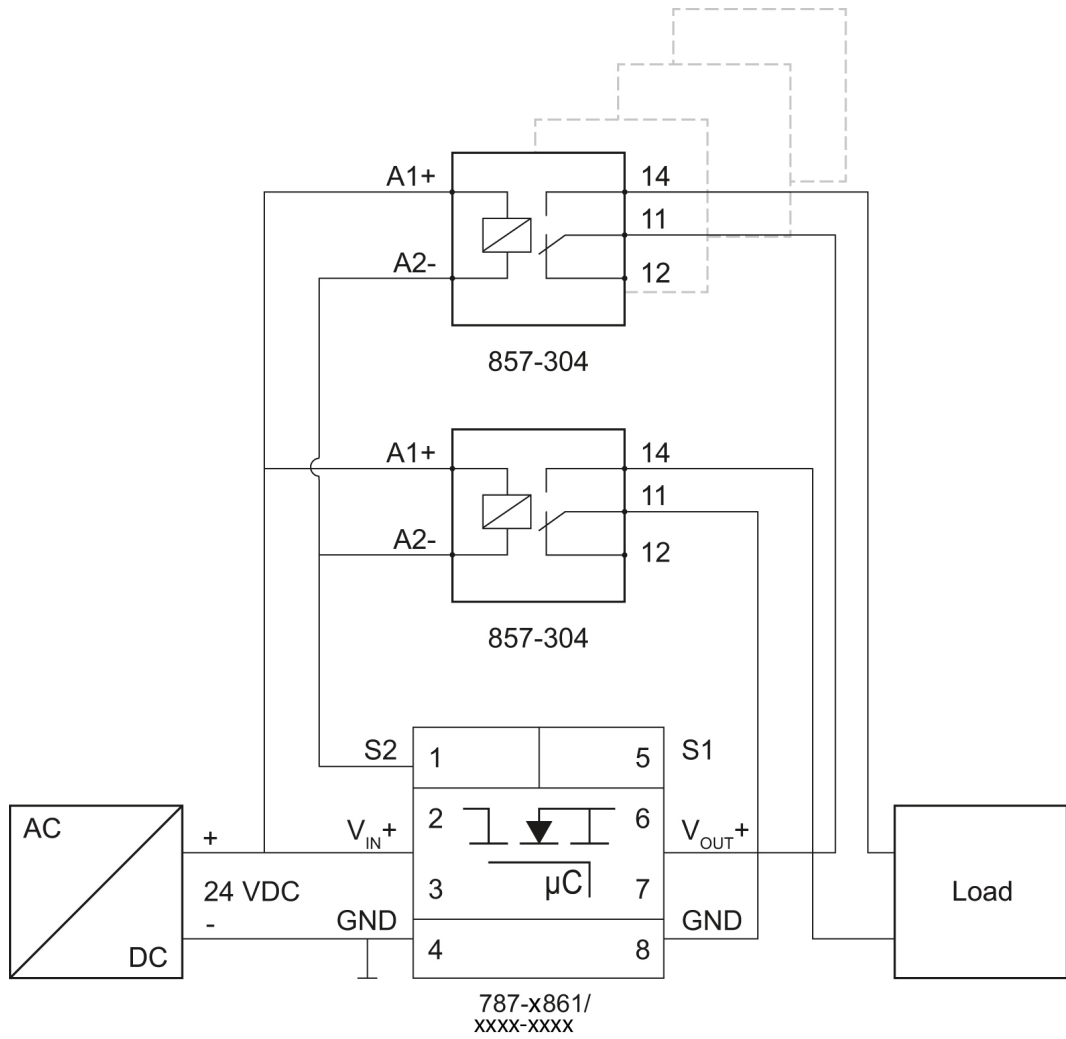 A1+
14
11
A2-
12
857-304
A1+
14
11
A2-
12
857-304
S2
1
5
S1
AC
+
VIN+
2
6
VOUT+
24 VDC
3
µC
7
Load
-
GND
GND
DC
4
8
787-x861/
xxxx-xxxx